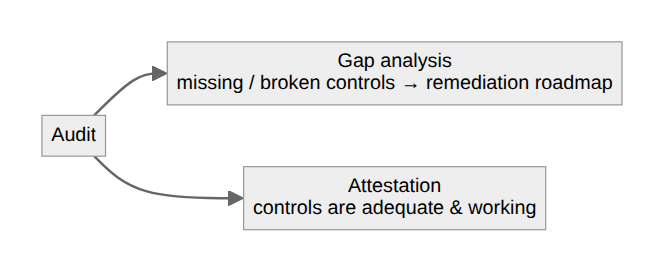 Gap analysis
missing / broken controls → remediation roadmap
Audit
Attestation
controls are adequate & working